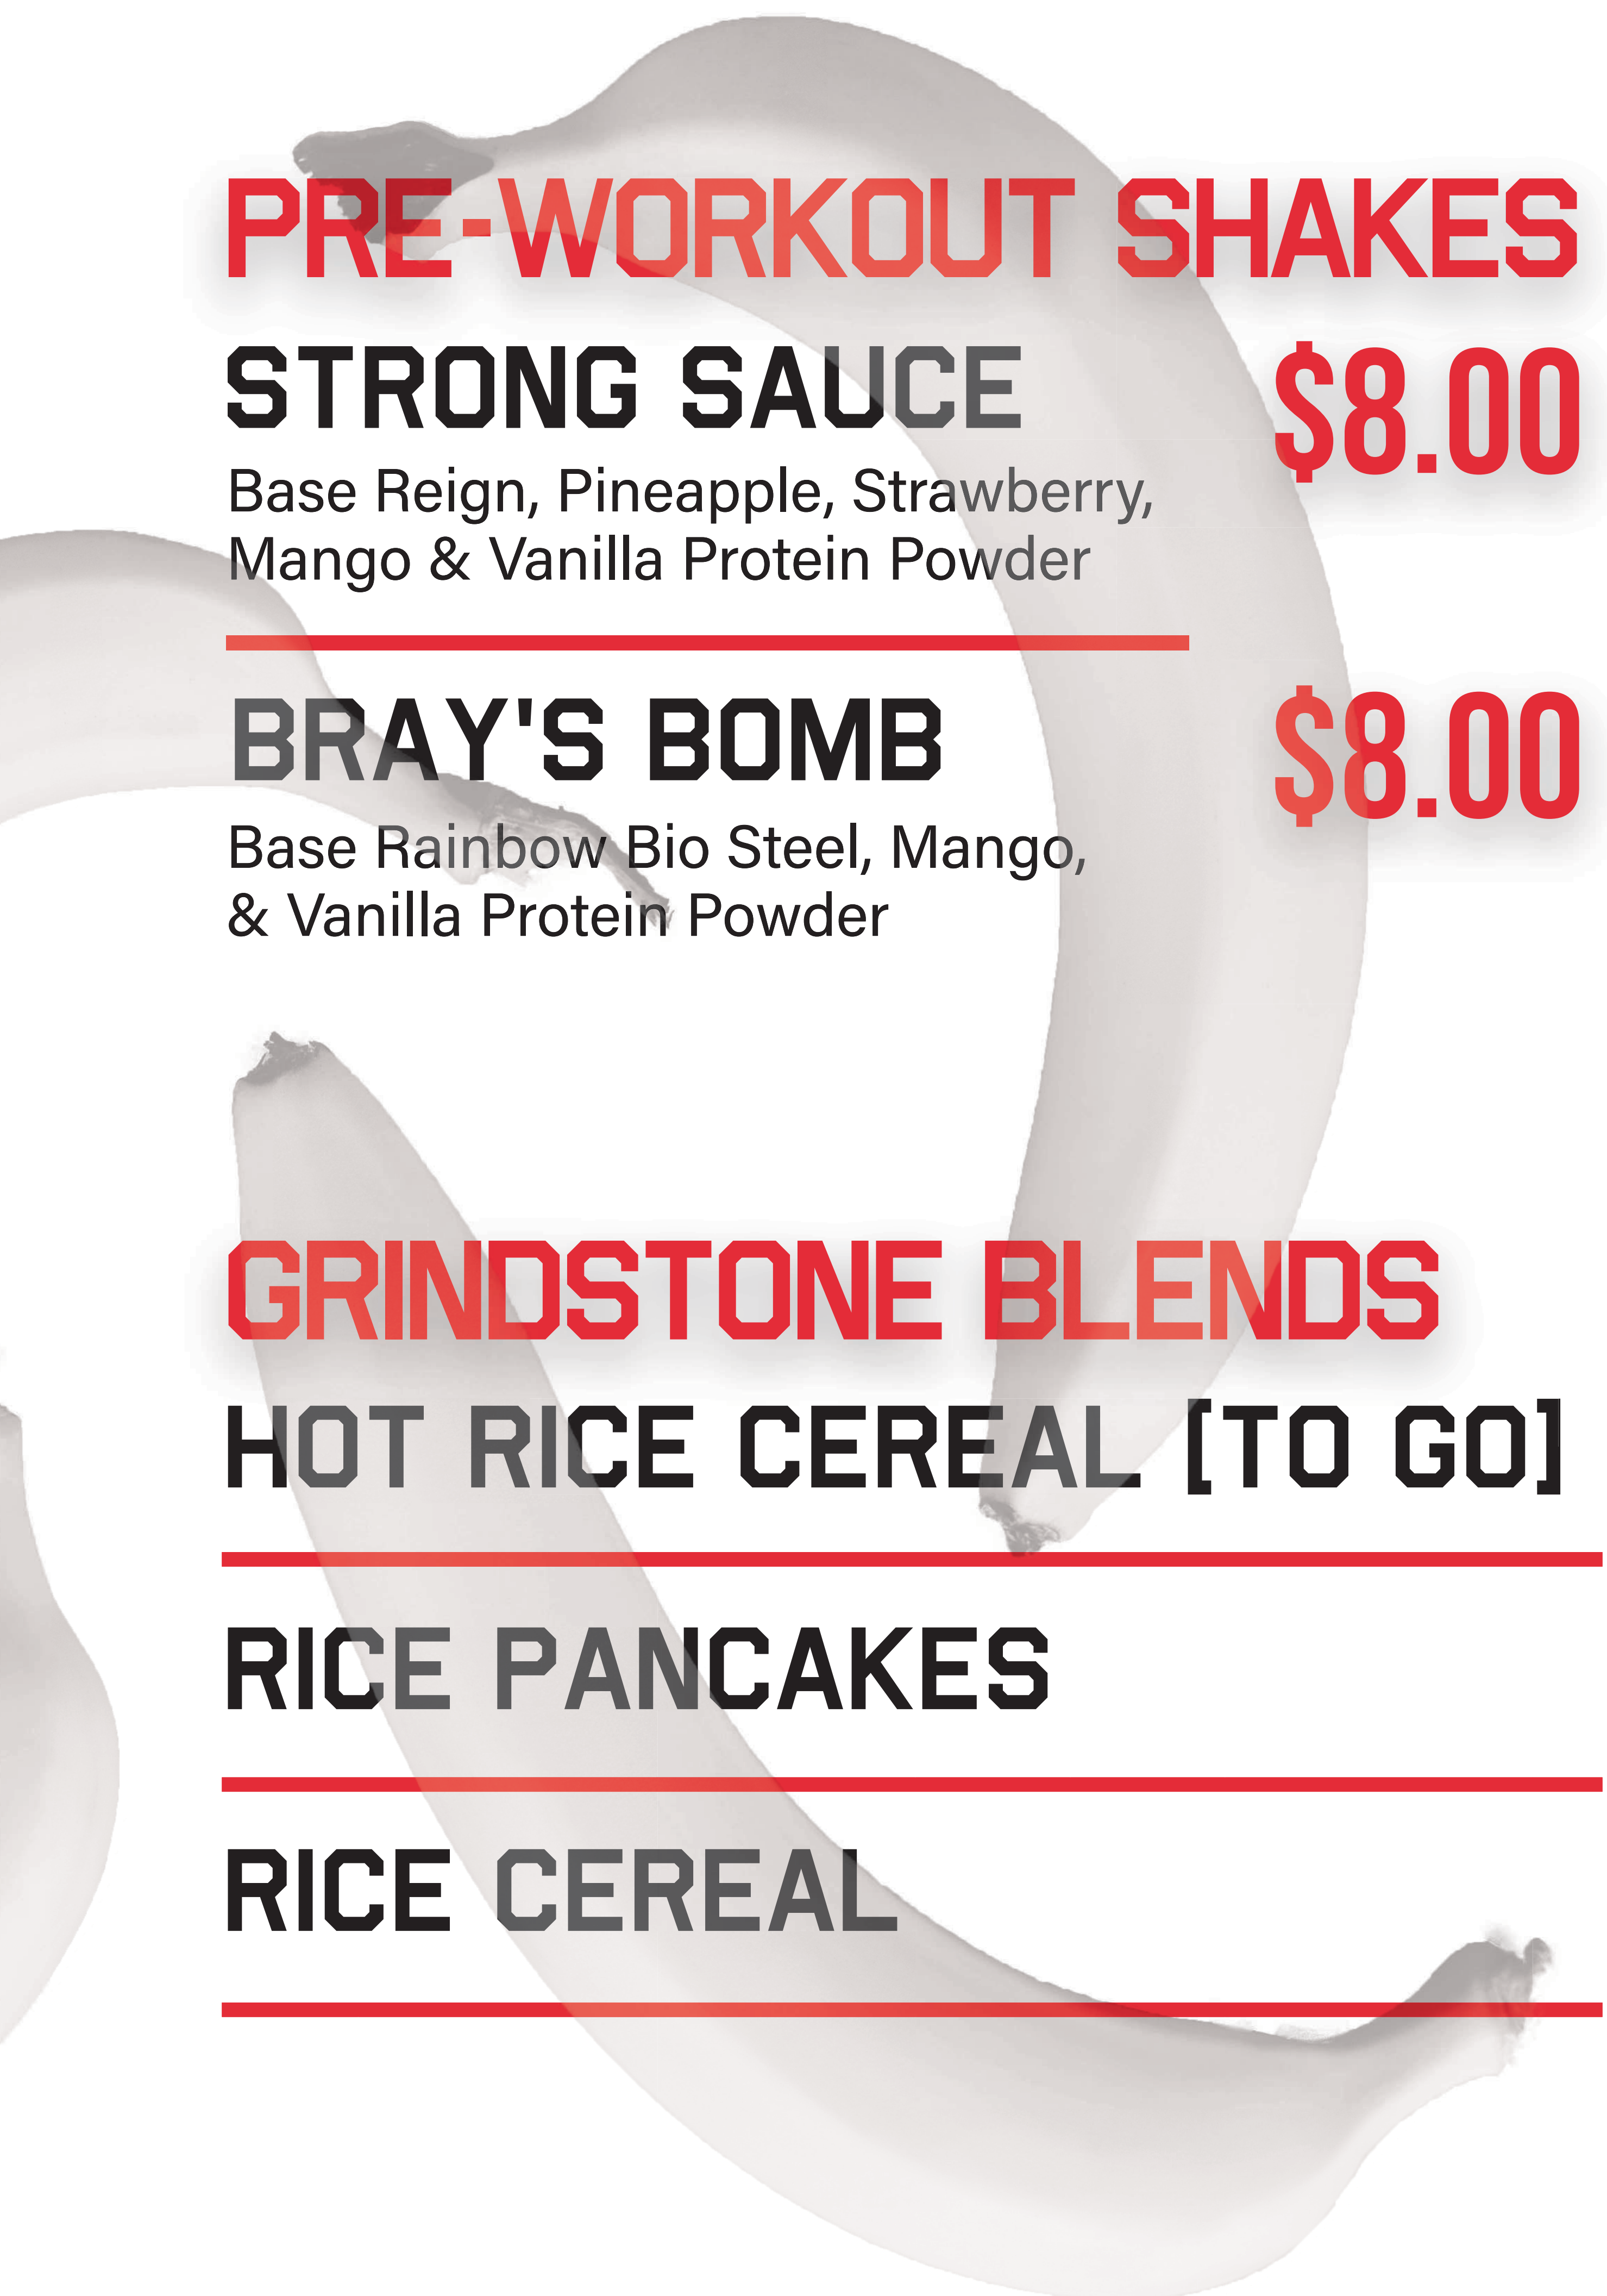 PRE-WORKOUT SHAKES
STRONG SAUCE $8.00
Base Reign, Pineapple, Strawberry,
Mango & Vanilla Protein Powder
BRAY'S BOMB $8.00
Base Rainbow Bio Steel, Mango,
& Vanilla Protein Powder
GRINDSTONE BLENDS
HOT RICE CEREAL [TO GO]
RICE PANCAKES
RICE CEREAL